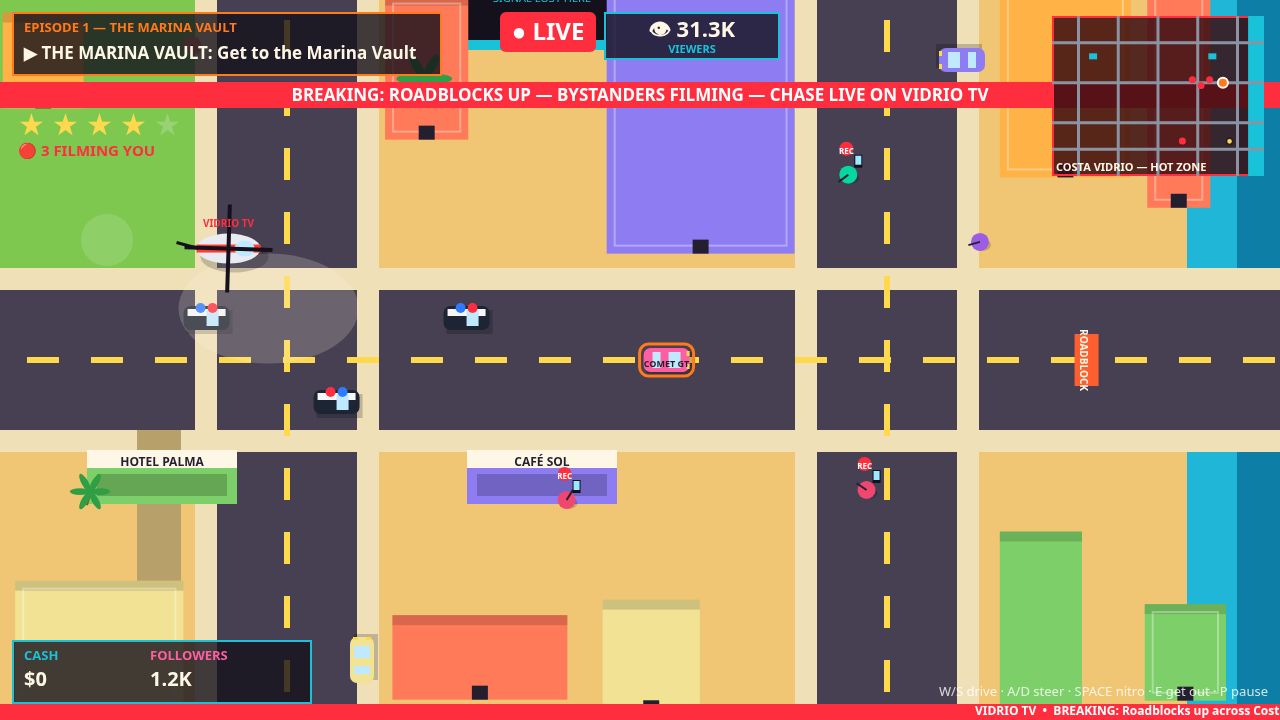 SIGNAL LOST HERE
EPISODE 1 — THE MARINA VAULT
▶ THE MARINA VAULT: Get to the Marina Vault
● LIVE
31.3K
VIEWERS
BREAKING: ROADBLOCKS UP — BYSTANDERS FILMING — CHASE LIVE ON VIDRIO TV
3 FILMING YOU
REC
COSTA VIDRIO — HOT ZONE
VIDRIO TV
COMET GT
ROADBLOCK
HOTEL PALMA
CAFÉ SOL
REC
REC
CASH
FOLLOWERS
$0
1.2K
W/S drive · A/D steer · SPACE nitro · E get out · P pause
VIDRIO TV • BREAKING: Roadblocks up across Cost